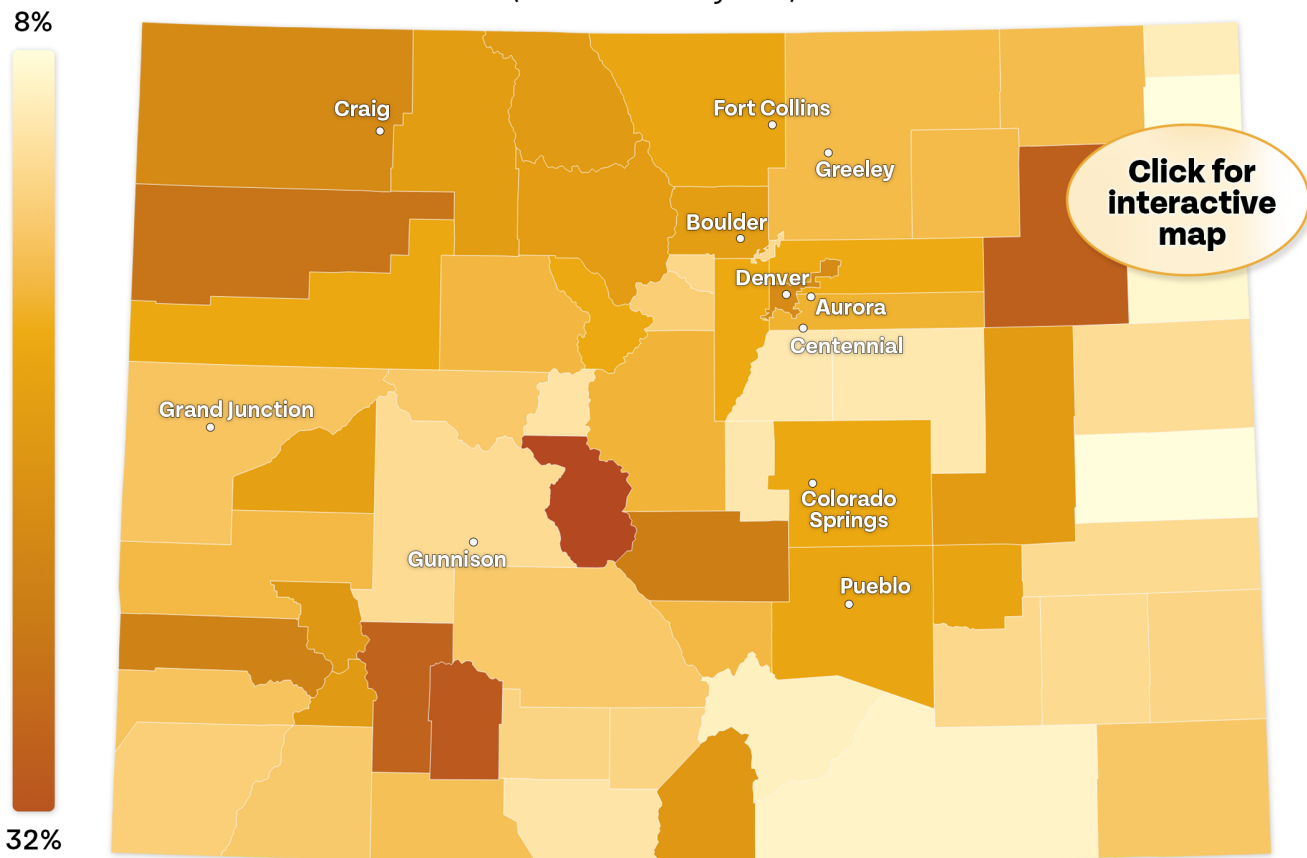 8%
Craig
Fort Collins
Greeley
Click for
interactive
map
Boulder
Denver
Aurora
Centennial
Grand Junction
Colorado
Springs
Gunnison
Pueblo
32%